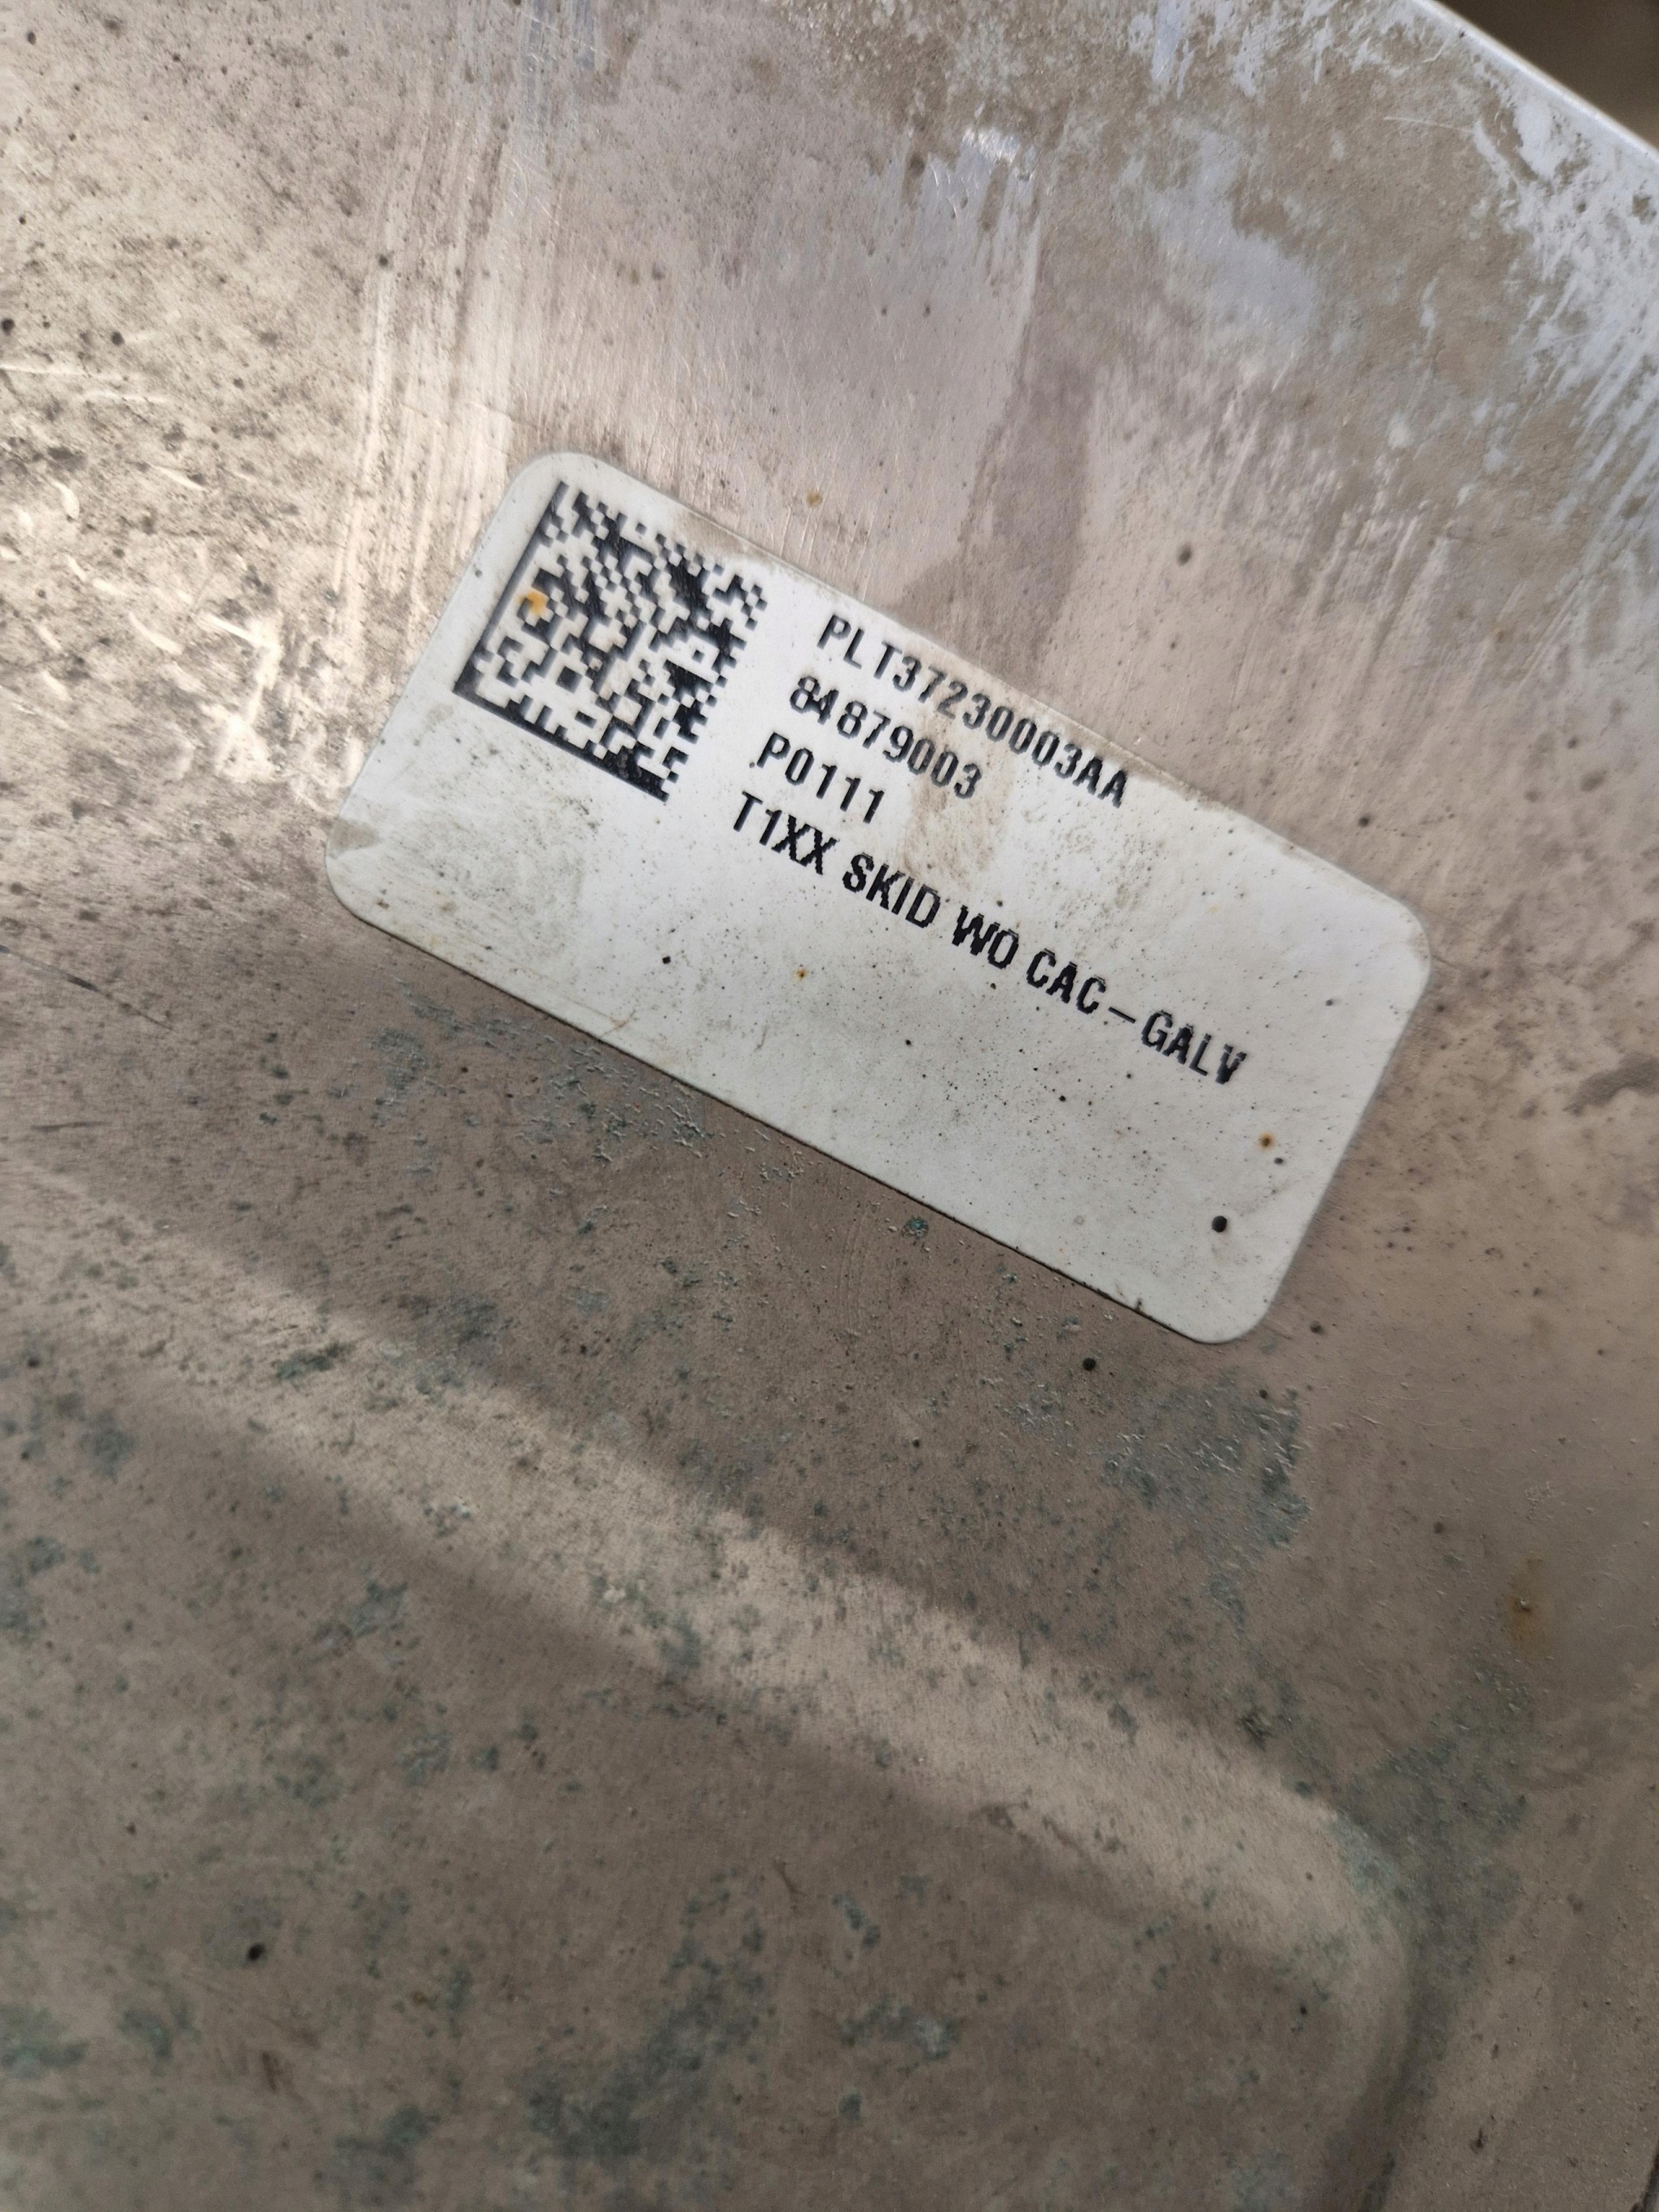 PLT37230003AA
84879003
P0111
T1XX SKID WO CAC-GALV